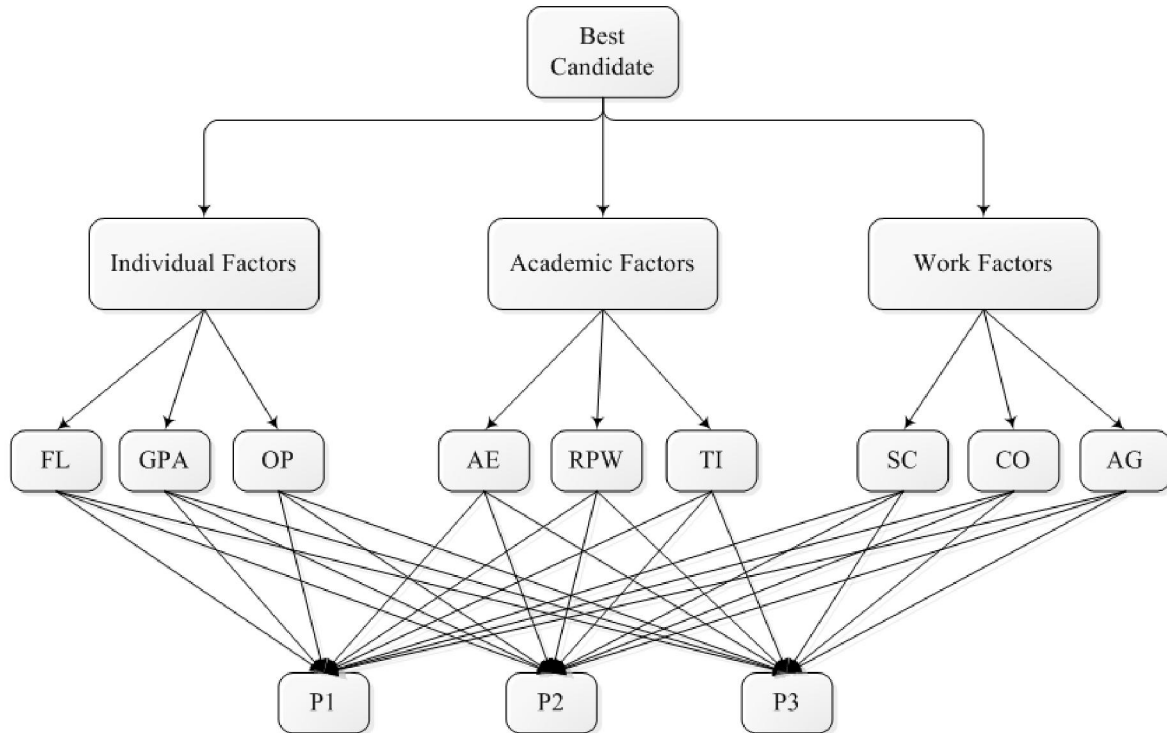 Best
Candidate
Individual Factors
Academic Factors
Work Factors
FL
GPA
OP
AE
RPW
TI
SC
CO
AG
P1
P2
P3